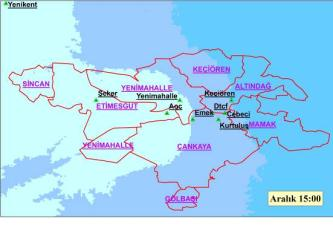 Yenikent
KEÇİÖREN
SİNCAN
YENİMAHALLE
ALTINDAĞ
Şeker
Yenimahalle
Keçiören
ETİMESGUT
Aoç
Dtcf
Emek
Cebeci
Kurtuluş
MAMAK
YENİMAHALLE
ÇANKAYA
GÖLBAŞI
Aralık 15:00